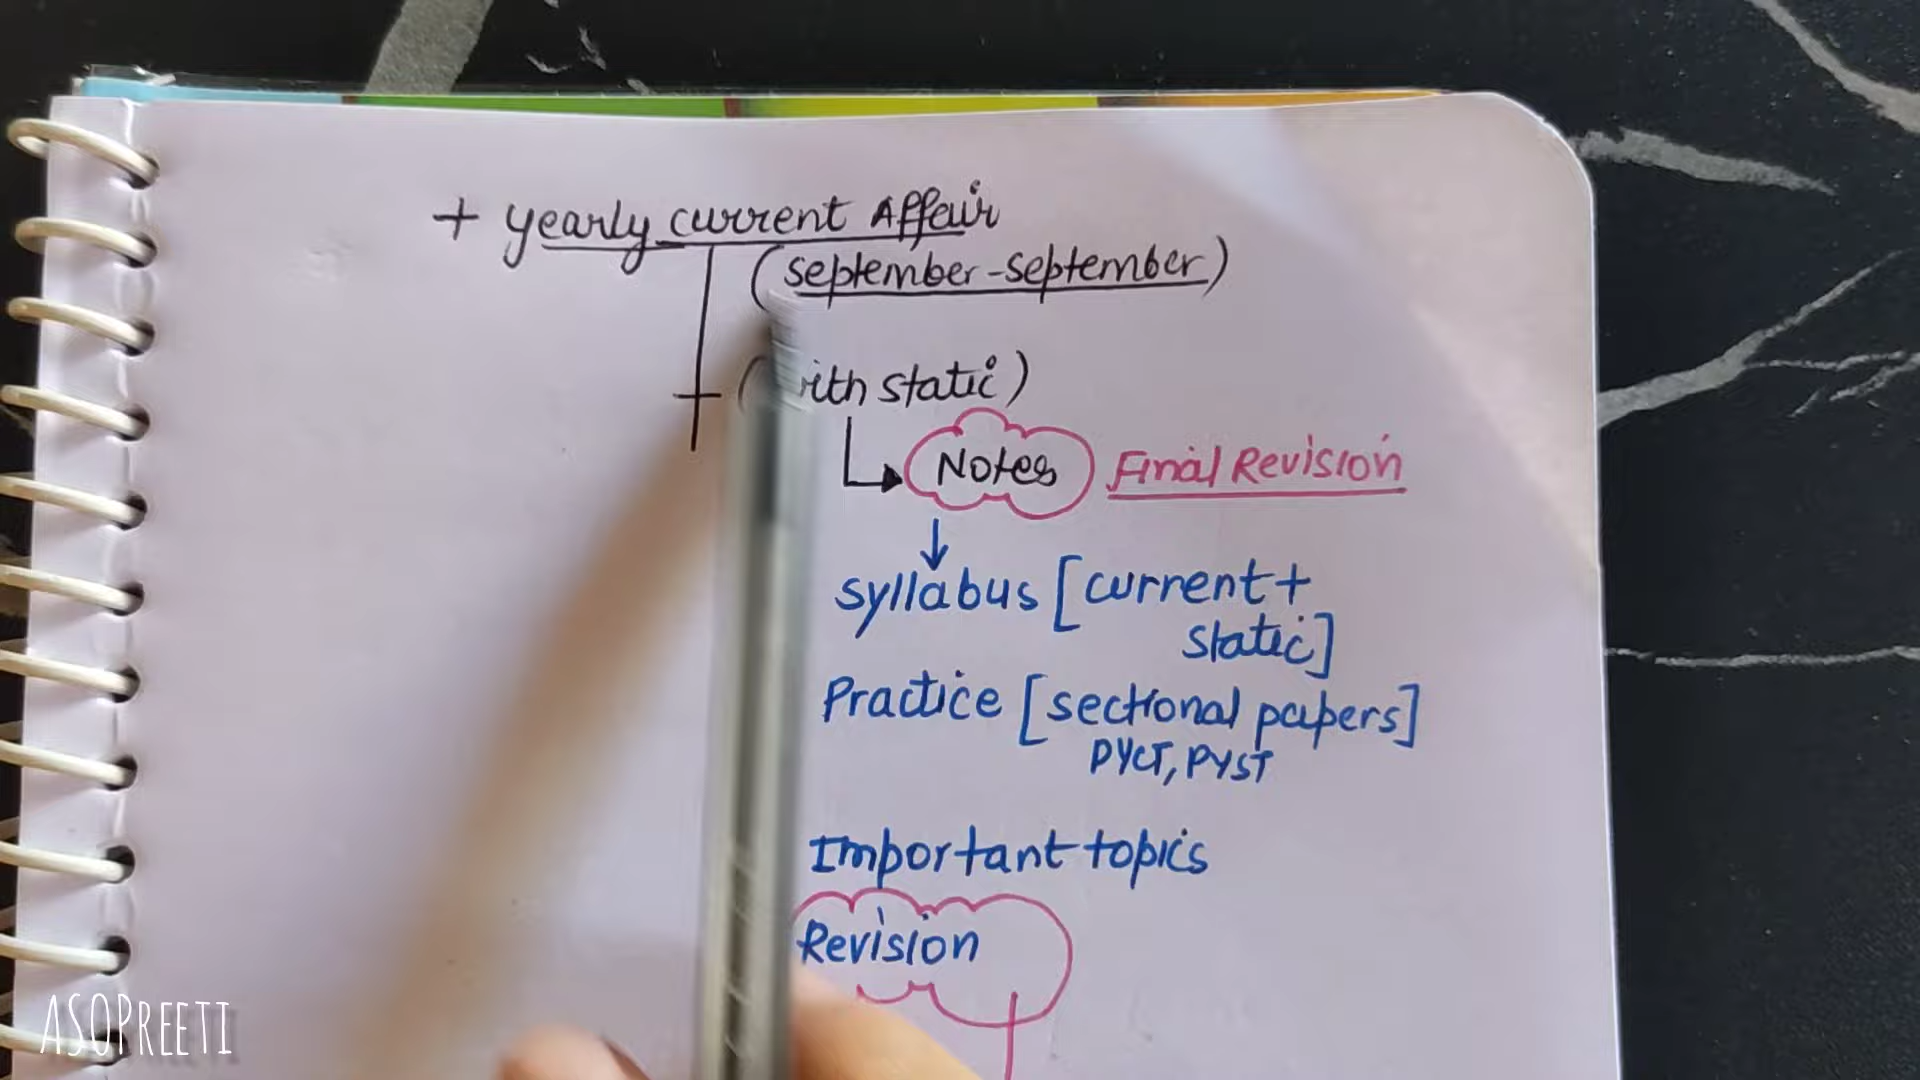 + yearly current Affair
(september-september)
(with static)
Notes Final Revision
syllabus [current +
static]
Practice [sectional papers]
PYCT, PYST
Important topics
Revision
ASOPREETI